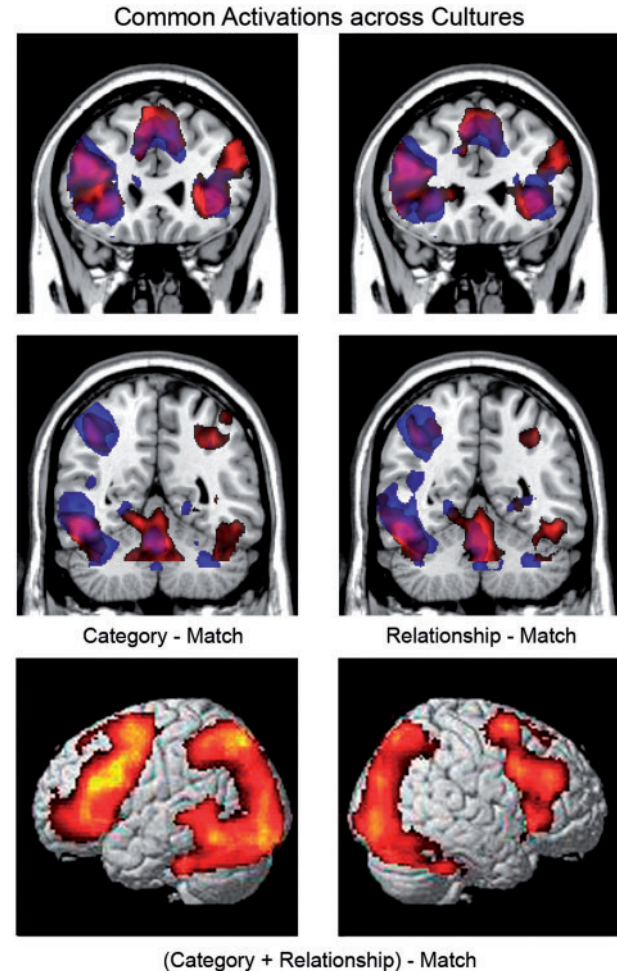 Common Activations across Cultures
Category - Match
Relationship - Match
(Category + Relationship) - Match